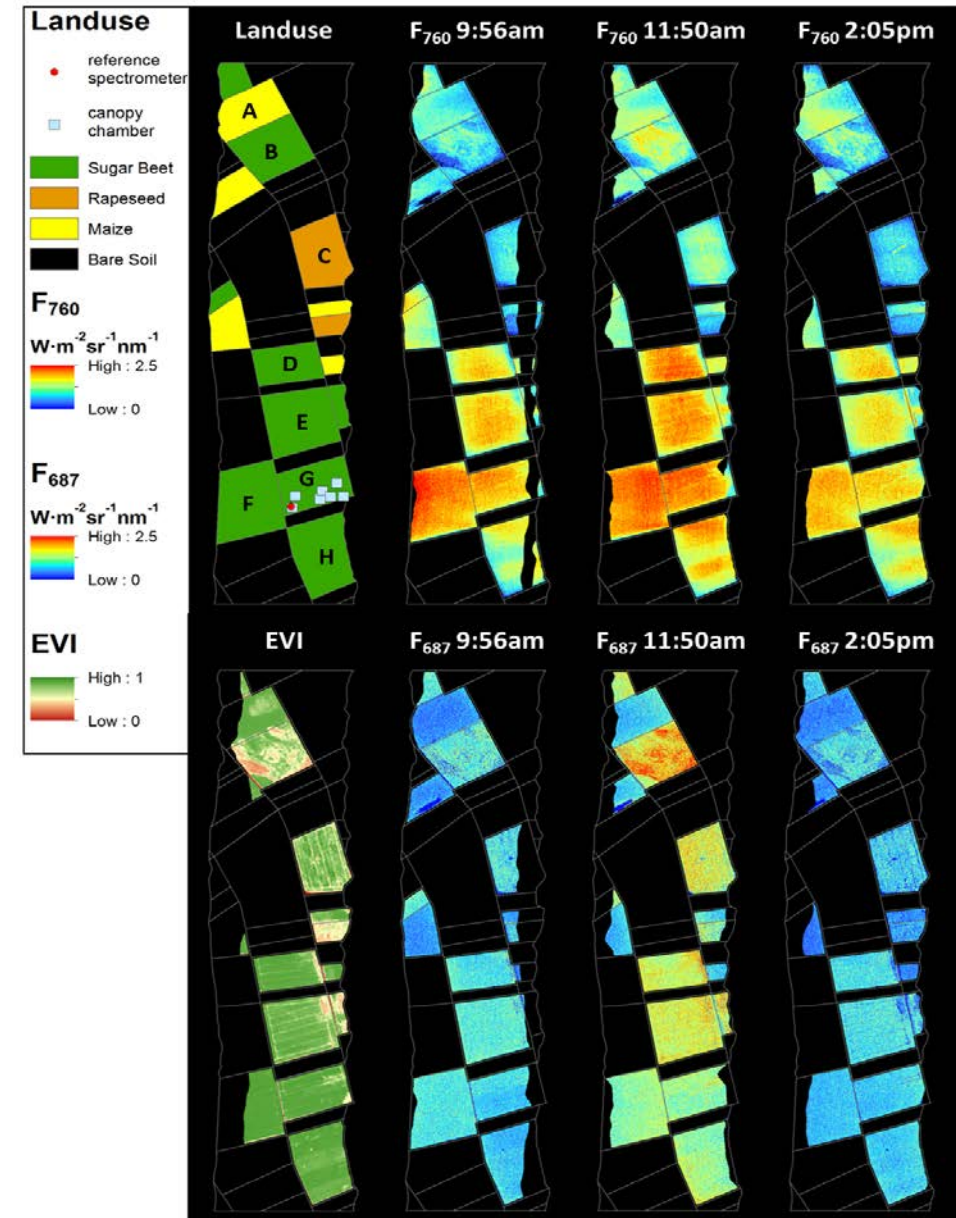 Landuse
reference
spectrometer
canopy
chamber
Sugar Beet
Rapeseed
Maize
Bare Soil
F₇₆₀
W·m⁻²sr⁻¹nm⁻¹
High : 2.5
Low : 0
F₆₈₇
W·m⁻²sr⁻¹nm⁻¹
High : 2.5
Low : 0
EVI
High : 1
Low : 0
Landuse
F₇₆₀ 9:56am
F₇₆₀ 11:50am
F₇₆₀ 2:05pm
A
B
C
D
E
G
F
H
EVI
F₆₈₇ 9:56am
F₆₈₇ 11:50am
F₆₈₇ 2:05pm